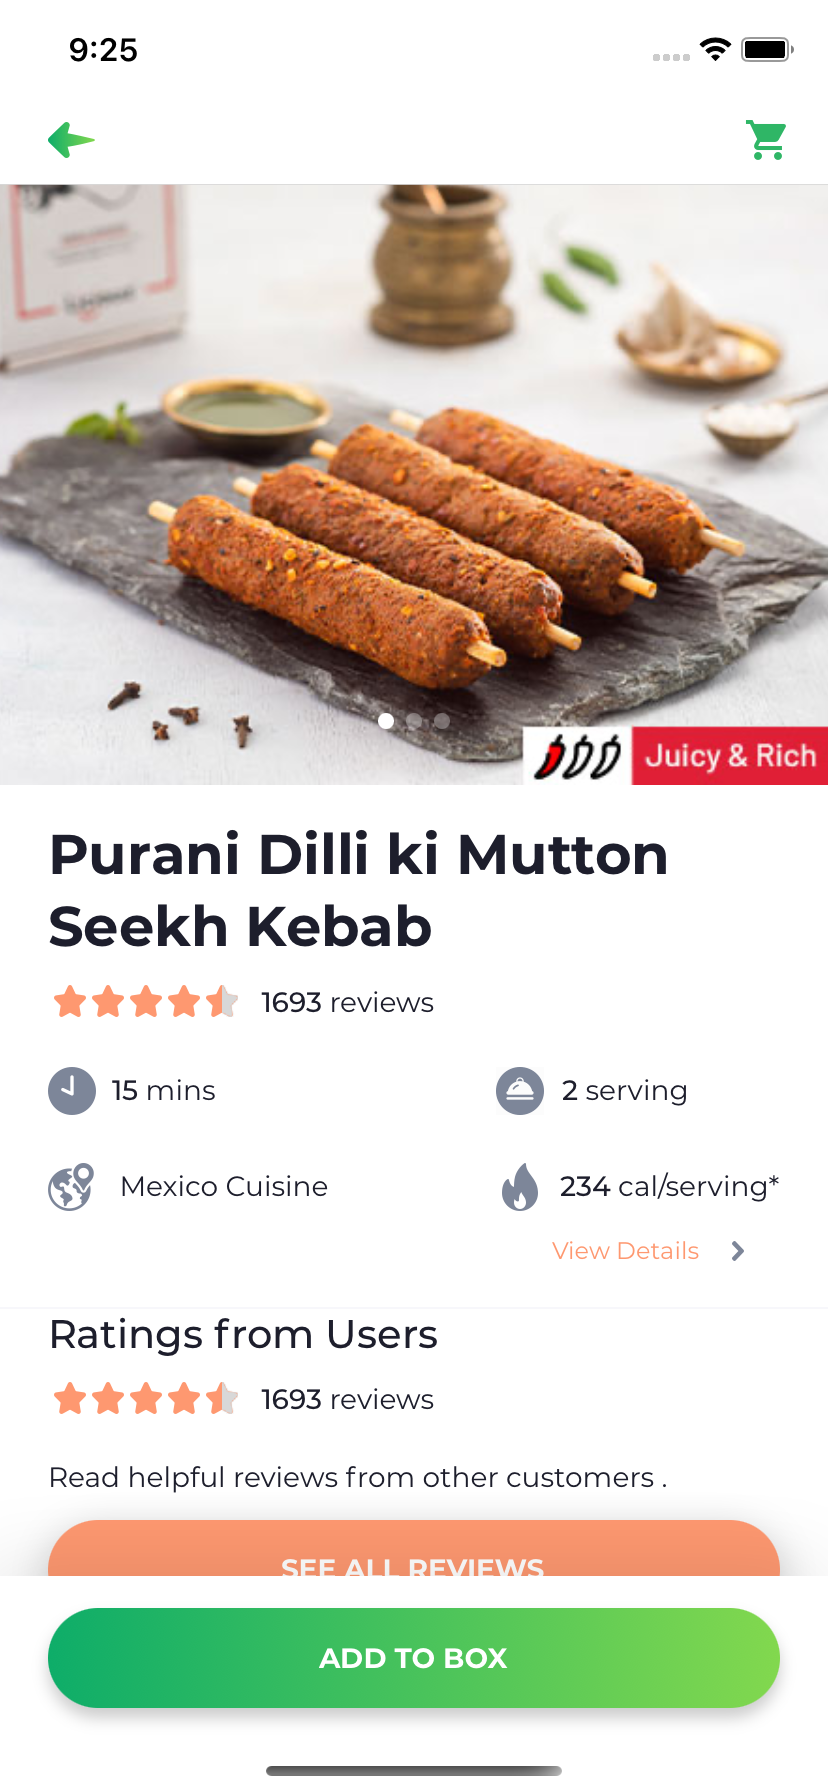 9:25
Juicy & Rich
Purani Dilli ki Mutton
Seekh Kebab
1693 reviews
15 mins
2 serving
Mexico Cuisine
234 cal/serving*
View Details
Ratings from Users
1693 reviews
Read helpful reviews from other customers .
SEE ALL REVIEWS
ADD TO BOX